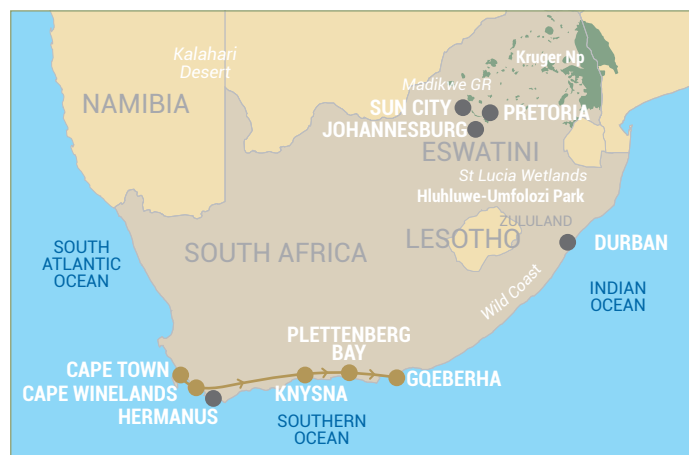 Kalahari
Desert
Kruger Np
Madikwe GR
NAMIBIA
SUN CITY
PRETORIA
JOHANNESBURG
ESWATINI
St Lucia Wetlands
Hluhluwe-Umfolozi Park
ZULULAND
SOUTH
ATLANTIC
OCEAN
SOUTH AFRICA
LESOTHO
DURBAN
INDIAN
OCEAN
Wild Coast
PLETTENBERG
BAY
CAPE TOWN
CAPE WINELANDS
HERMANUS
KNYSNA
GQEBERHA
SOUTHERN
OCEAN